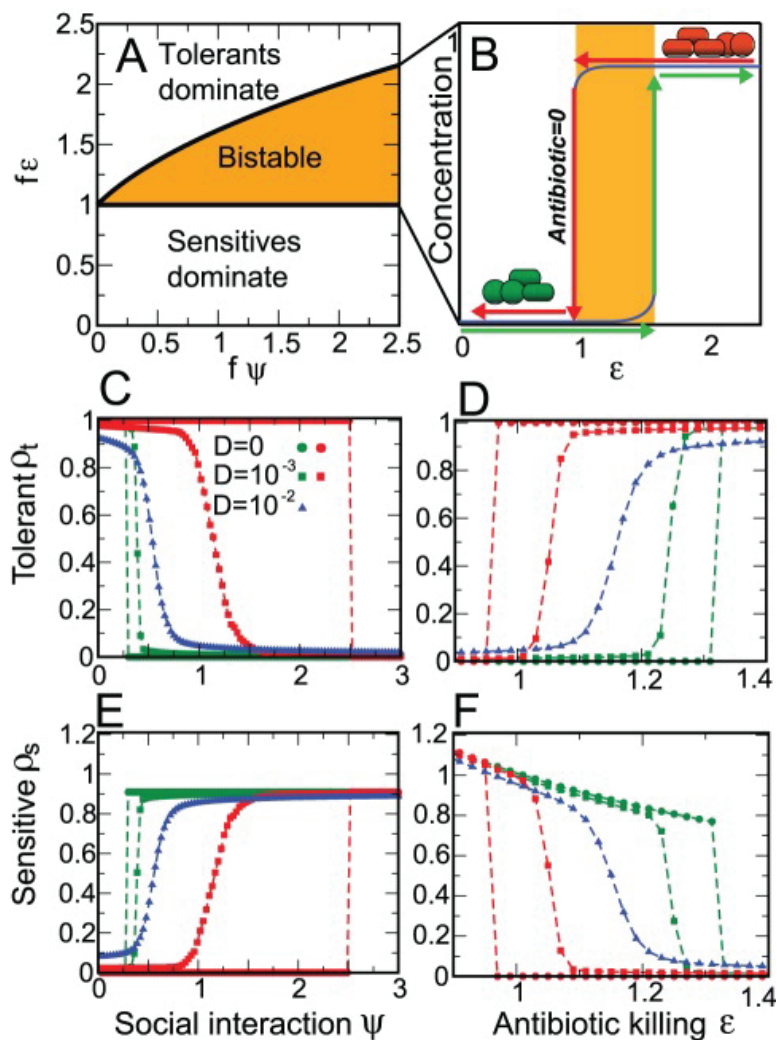 A
2.5
2
1.5
1
0.5
0
fε
Tolerants
dominate
Bistable
Sensitives
dominate
0
0.5
1
1.5
2
2.5
f ψ
B
1
Concentration
Antibiotic=0
0
1
2
ε
C
1
0.8
0.6
0.4
0.2
0
Tolerant ρt
D=0
D=10⁻³
D=10⁻²
0
1
2
3
D
1
0.8
0.6
0.4
0.2
0
1
1.2
1.4
E
1.2
1
0.8
0.6
0.4
0.2
0
Sensitive ρs
0
1
2
3
Social interaction ψ
F
1.2
1
0.8
0.6
0.4
0.2
0
1
1.2
1.4
Antibiotic killing ε